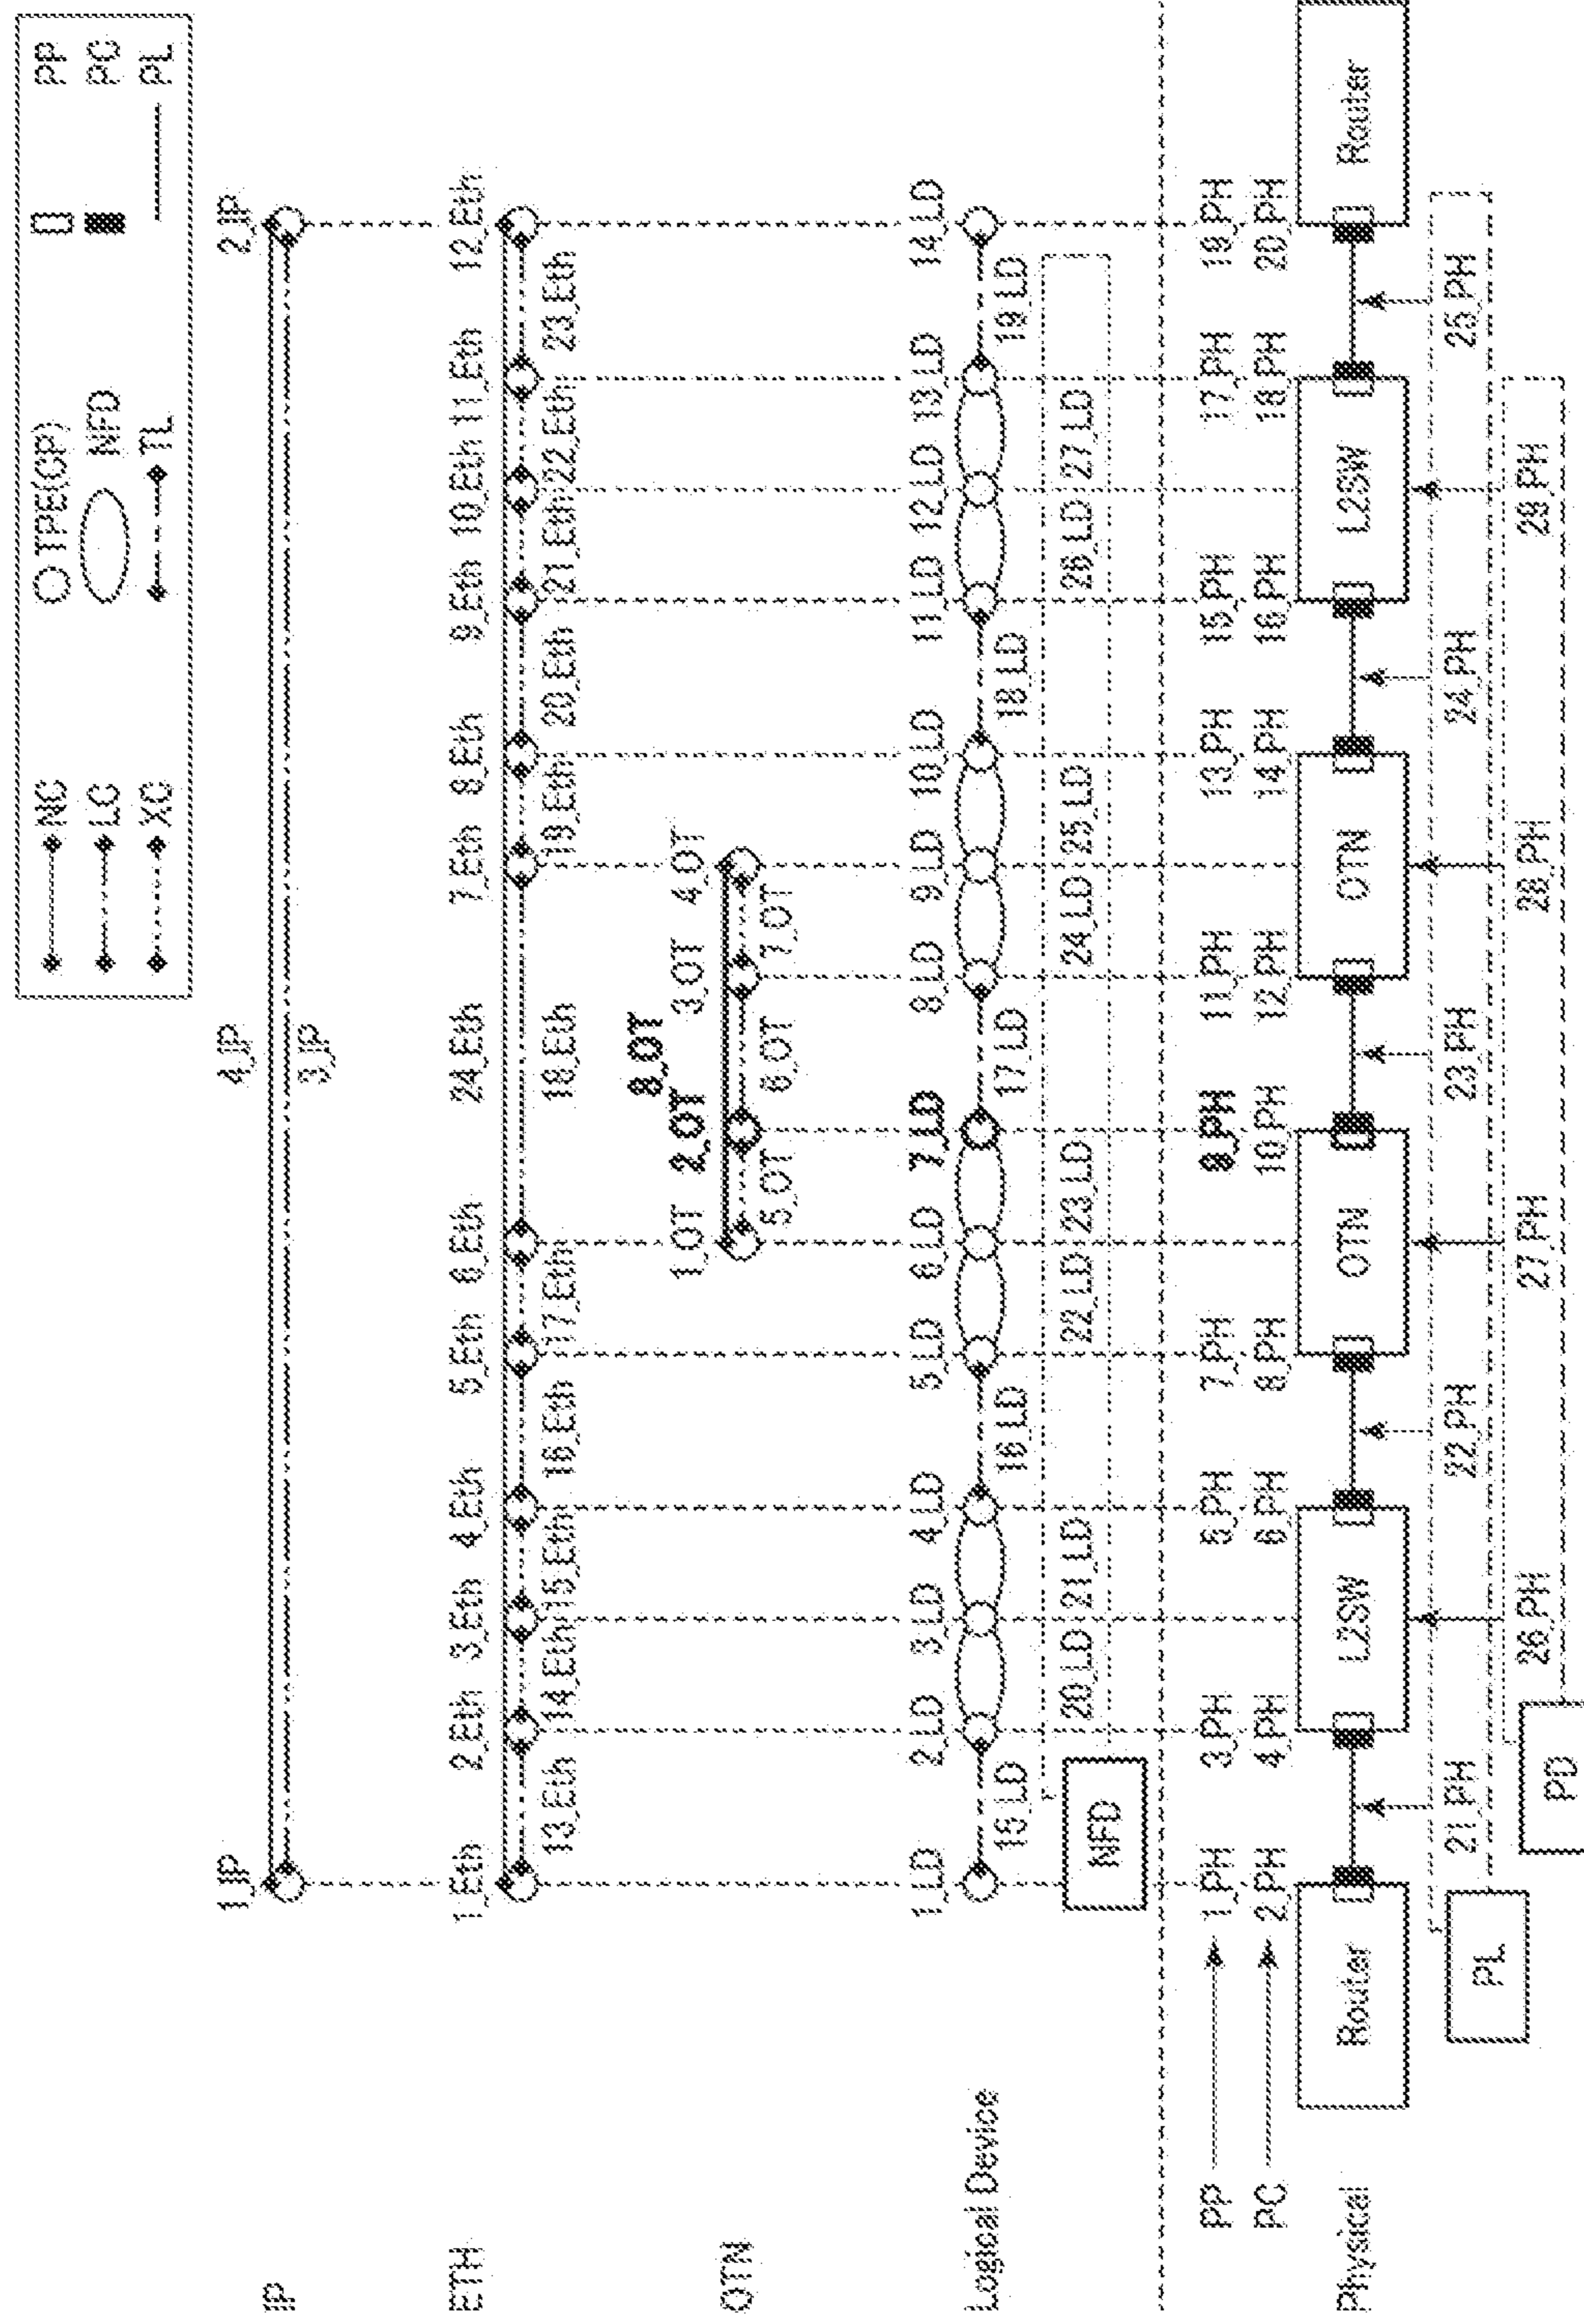 NC
LC
XC
TPE(CP)
NFD
TL
PP
PC
PL
IP
1_IP
4_IP
3_IP
2_IP
ETH
1_Eth
2_Eth
3_Eth
4_Eth
5_Eth
6_Eth
24_Eth
7_Eth
8_Eth
9_Eth
10_Eth
11_Eth
12_Eth
13_Eth
14_Eth
15_Eth
16_Eth
17_Eth
18_Eth
19_Eth
20_Eth
21_Eth
22_Eth
23_Eth
OTN
8_OT
1_OT
2_OT
3_OT
4_OT
5_OT
6_OT
7_OT
Logical Device
1_LD
2_LD
3_LD
4_LD
5_LD
6_LD
7_LD
8_LD
9_LD
10_LD
11_LD
12_LD
13_LD
14_LD
15_LD
16_LD
17_LD
18_LD
19_LD
NFD
20_LD
21_LD
22_LD
23_LD
24_LD
25_LD
26_LD
27_LD
PP
1_PH
3_PH
5_PH
7_PH
9_PH
11_PH
13_PH
15_PH
17_PH
19_PH
PC
2_PH
4_PH
6_PH
8_PH
10_PH
12_PH
14_PH
16_PH
18_PH
20_PH
Physical
Router
L2SW
OTN
OTN
L2SW
Router
PL
21_PH
22_PH
23_PH
24_PH
25_PH
PD
26_PH
27_PH
28_PH
29_PH